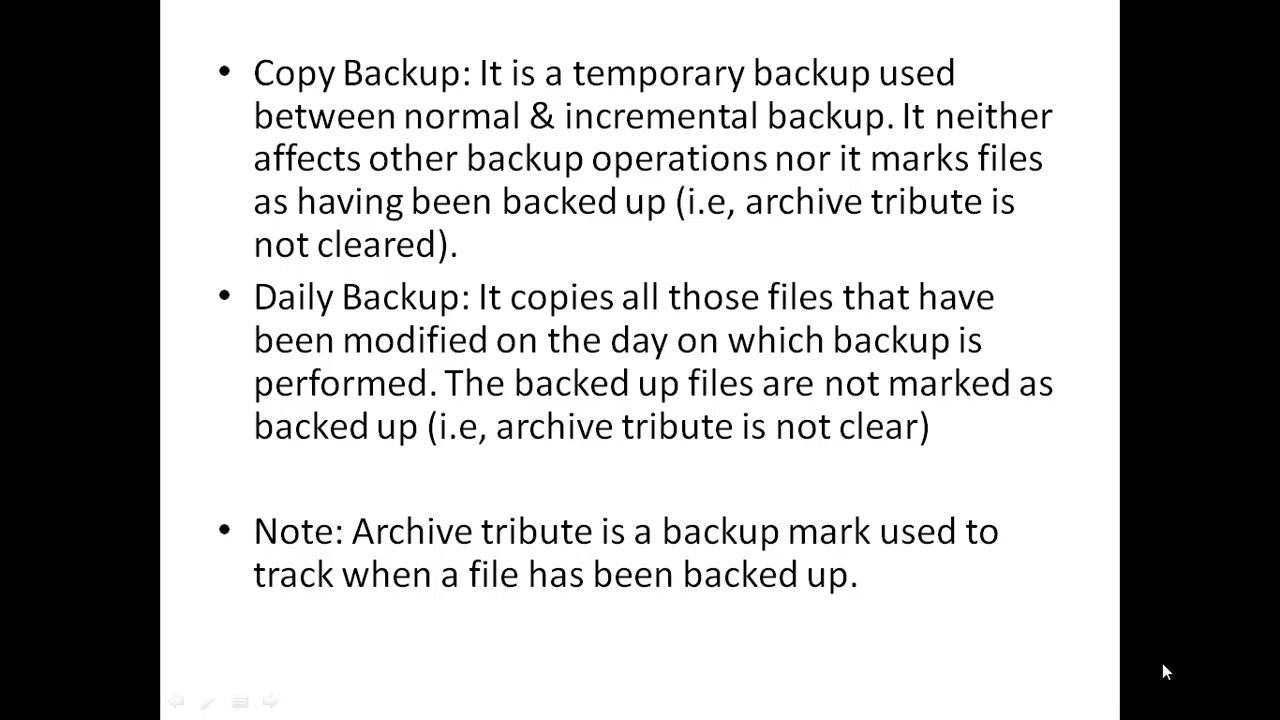 • Copy Backup: It is a temporary backup used
between normal & incremental backup. It neither
affects other backup operations nor it marks files
as having been backed up (i.e, archive tribute is
not cleared).
• Daily Backup: It copies all those files that have
been modified on the day on which backup is
performed. The backed up files are not marked as
backed up (i.e, archive tribute is not clear)
• Note: Archive tribute is a backup mark used to
track when a file has been backed up.